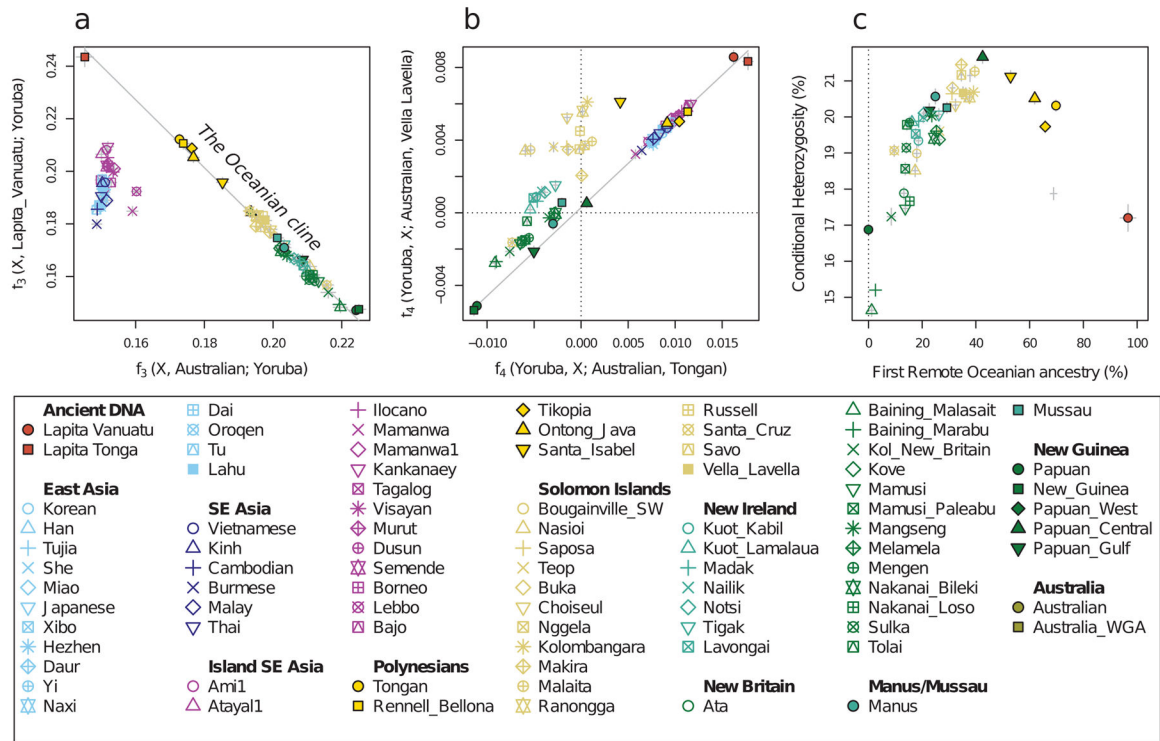 a
b
c
f3 (X, Lapita_Vanuatu; Yoruba)
0.24
0.22
0.20
0.18
0.16
The Oceanian cline
0.16
0.18
0.20
0.22
f3 (X, Australian; Yoruba)
f4 (Yoruba, X; Australian, Vella Lavella)
0.008
0.004
0.000
−0.004
−0.010
−0.005
0.000
0.005
0.010
0.015
f4 (Yoruba, X; Australian, Tongan)
Conditional Heterozygosity (%)
21
20
19
18
17
16
15
0
20
40
60
80
100
First Remote Oceanian ancestry (%)
Ancient DNA
Lapita Vanuatu
Lapita Tonga
East Asia
Korean
Han
Tujia
She
Miao
Japanese
Xibo
Hezhen
Daur
Yi
Naxi
Dai
Oroqen
Tu
Lahu
SE Asia
Vietnamese
Kinh
Cambodian
Burmese
Malay
Thai
Island SE Asia
Ami1
Atayal1
Ilocano
Mamanwa
Mamanwa1
Kankanaey
Tagalog
Visayan
Murut
Dusun
Semende
Borneo
Lebbo
Bajo
Polynesians
Tongan
Rennell_Bellona
Tikopia
Ontong_Java
Santa_Isabel
Solomon Islands
Bougainville_SW
Nasioi
Saposa
Teop
Buka
Choiseul
Nggela
Kolombangara
Makira
Malaita
Ranongga
Russell
Santa_Cruz
Savo
Vella_Lavella
New Ireland
Kuot_Kabil
Kuot_Lamalaua
Madak
Nailik
Notsi
Tigak
Lavongai
New Britain
Ata
Baining_Malasait
Baining_Marabu
Kol_New_Britain
Kove
Mamusi
Mamusi_Paleabu
Mangseng
Melamela
Mengen
Nakanai_Bileki
Nakanai_Loso
Sulka
Tolai
Manus/Mussau
Manus
Mussau
New Guinea
Papuan
New_Guinea
Papuan_West
Papuan_Central
Papuan_Gulf
Australia
Australian
Australia_WGA